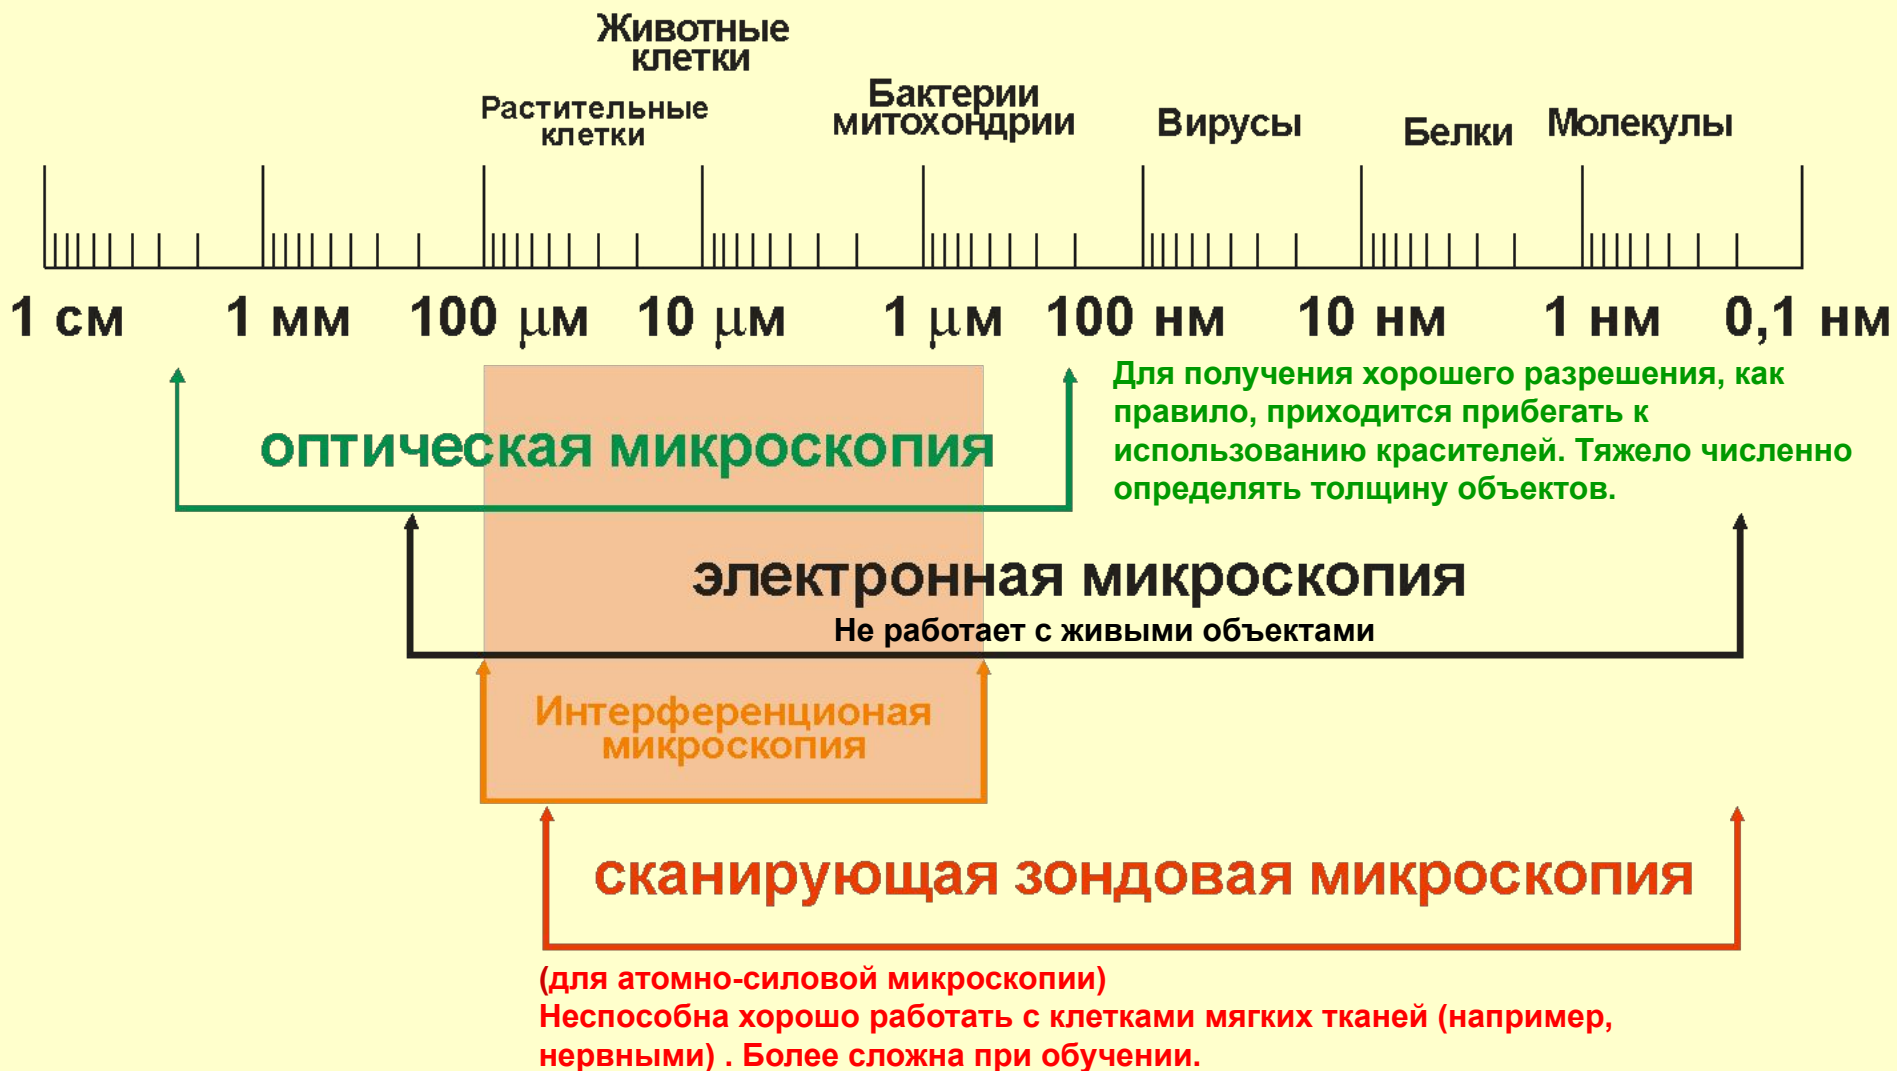 Животные
клетки
Растительные
клетки
Бактерии
митохондрии
Вирусы
Белки
Молекулы
1 см 1 мм 100 μм 10 μм 1 μм 100 нм 10 нм 1 нм 0,1 нм
оптическая микроскопия
Для получения хорошего разрешения, как
правило, приходится прибегать к
использованию красителей. Тяжело численно
определять толщину объектов.
электронная микроскопия
Не работает с живыми объектами
Интерференционая
микроскопия
сканирующая зондовая микроскопия
(для атомно-силовой микроскопии)
Неспособна хорошо работать с клетками мягких тканей (например,
нервными) . Более сложна при обучении.